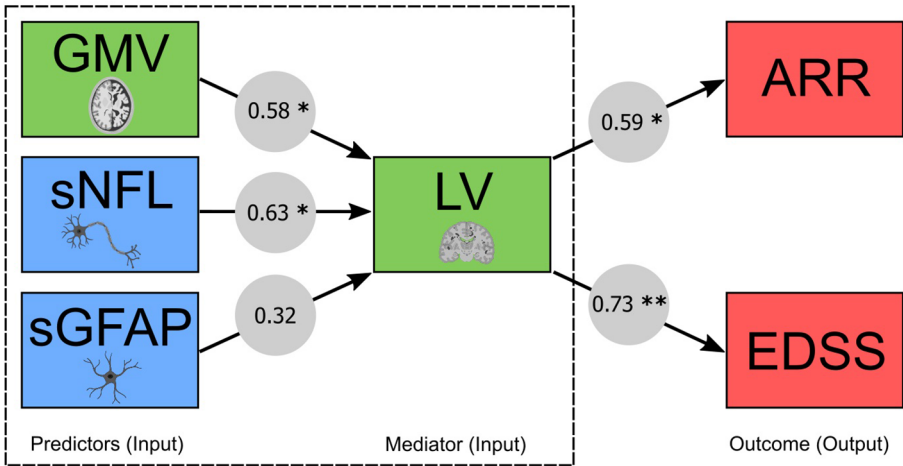 GMV
0.58 *
sNFL
0.63 *
sGFAP
0.32
LV
0.59 *
0.73 **
ARR
EDSS
Predictors (Input)
Mediator (Input)
Outcome (Output)